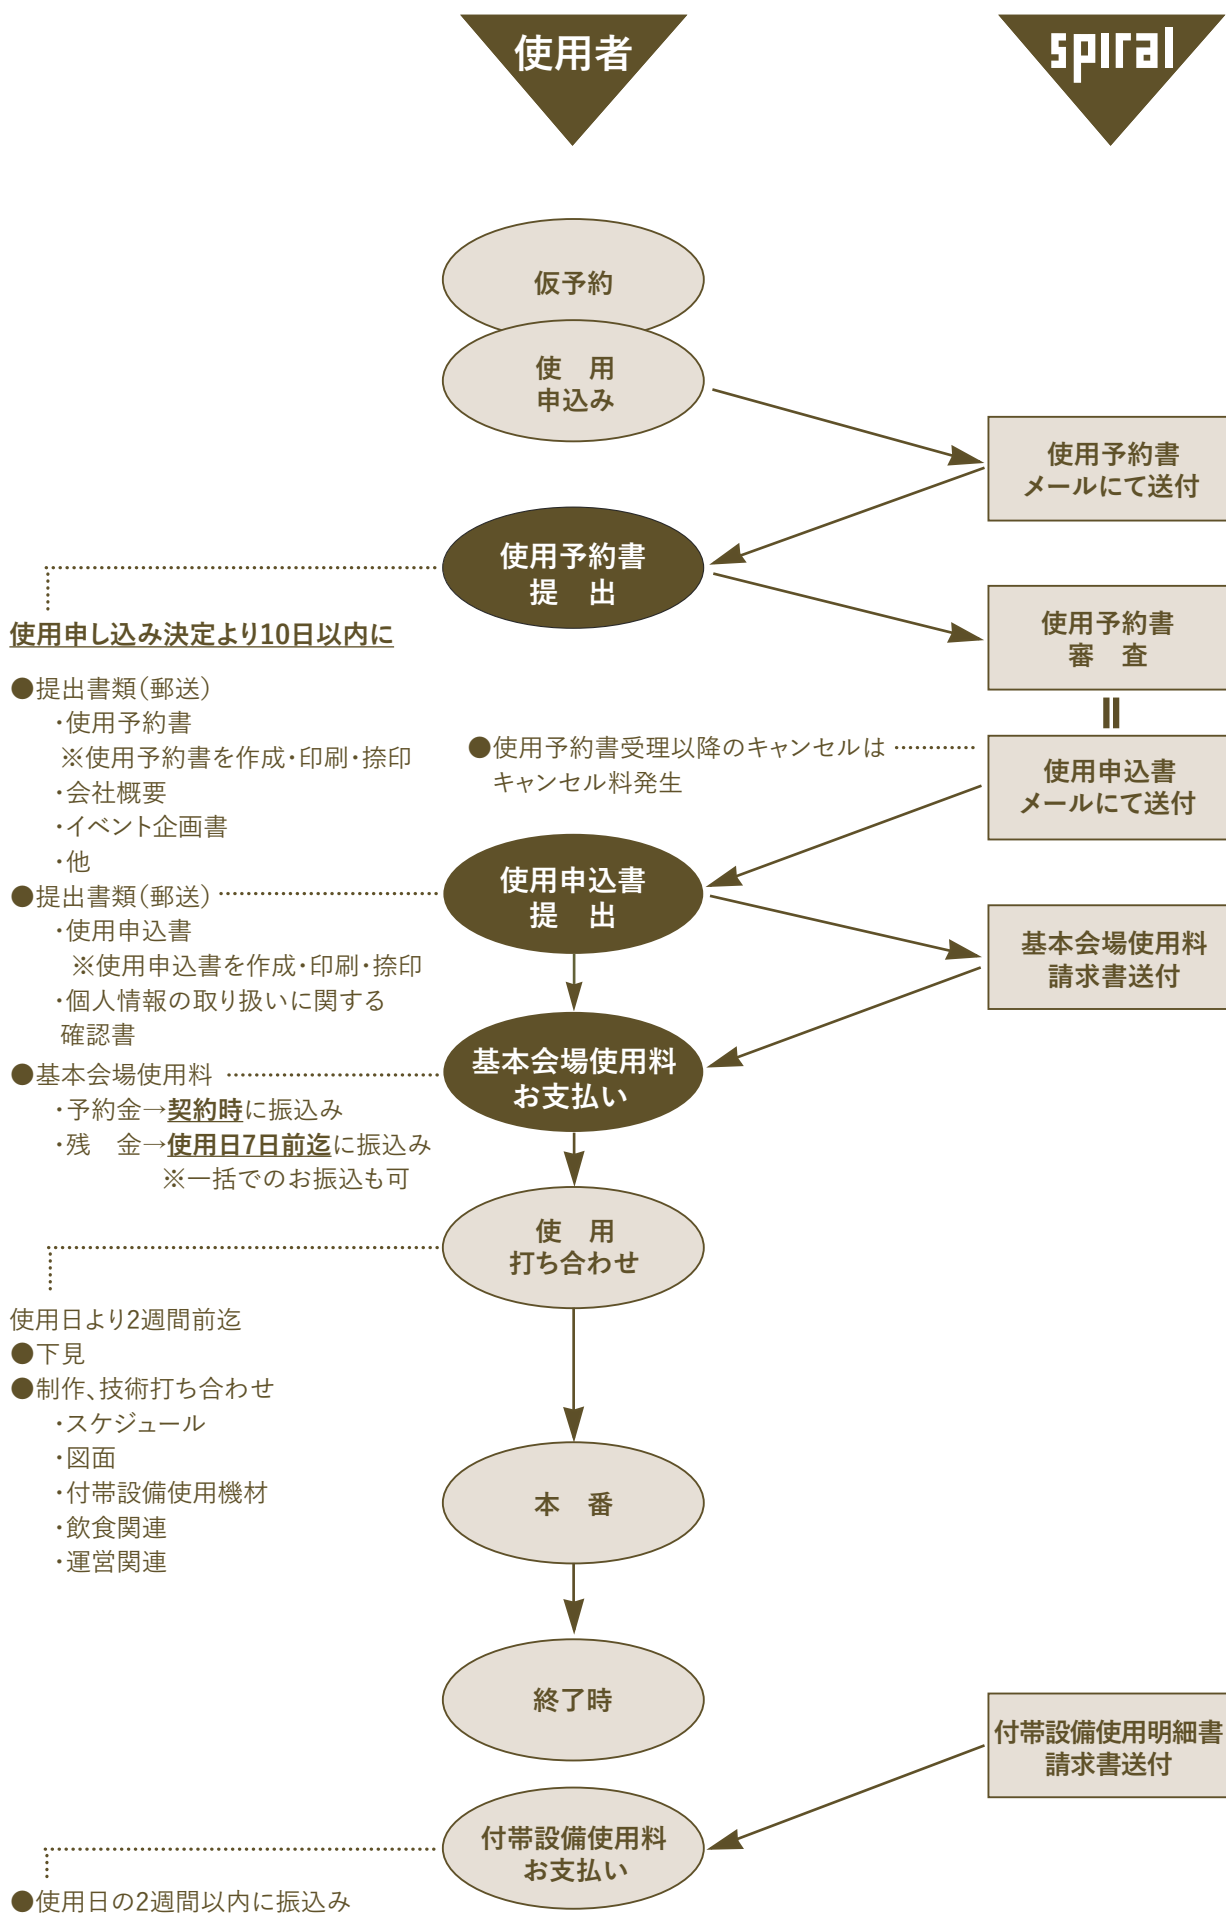 使用者
spiral
仮予約
使　用
申込み
使用予約書
メールにて送付
使用予約書
提　出
使用申し込み決定より10日以内に
●提出書類（郵送）
・使用予約書
※使用予約書を作成・印刷・捺印
・会社概要
・イベント企画書
・他
使用予約書
審　査
●使用予約書受理以降のキャンセルは
キャンセル料発生
使用申込書
メールにて送付
使用申込書
提　出
●提出書類（郵送）
・使用申込書
※使用申込書を作成・印刷・捺印
・個人情報の取り扱いに関する
確認書
基本会場使用料
請求書送付
基本会場使用料
お支払い
●基本会場使用料
・予約金→契約時に振込み
・残　金→使用日7日前迄に振込み
※一括でのお振込も可
使　用
打ち合わせ
使用日より2週間前迄
●下見
●制作、技術打ち合わせ
・スケジュール
・図面
・付帯設備使用機材
・飲食関連
・運営関連
本　番
終了時
付帯設備使用明細書
請求書送付
付帯設備使用料
お支払い
●使用日の2週間以内に振込み